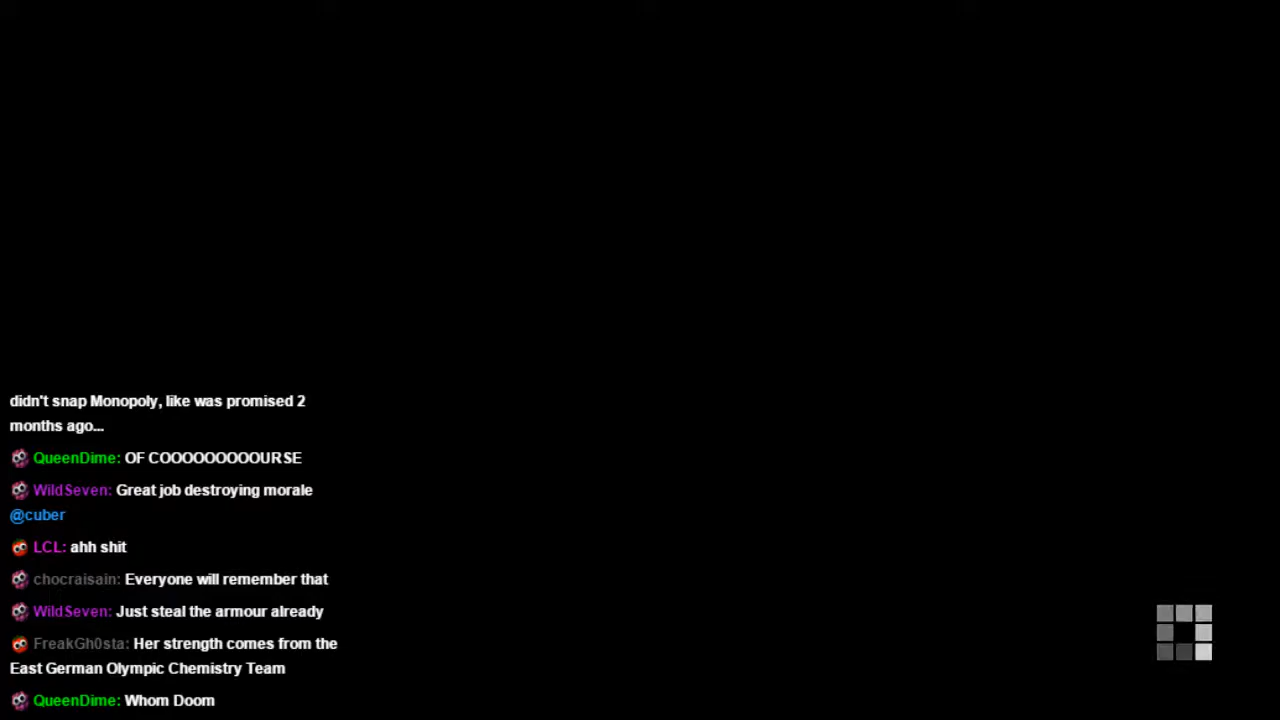 didn't snap Monopoly, like was promised 2
months ago...
QueenDime: OF COOOOOOOOOURSE
WildSeven: Great job destroying morale
@cuber
LCL: ahh shit
chocraisain: Everyone will remember that
WildSeven: Just steal the armour already
FreakGh0sta: Her strength comes from the
East German Olympic Chemistry Team
QueenDime: Whom Doom